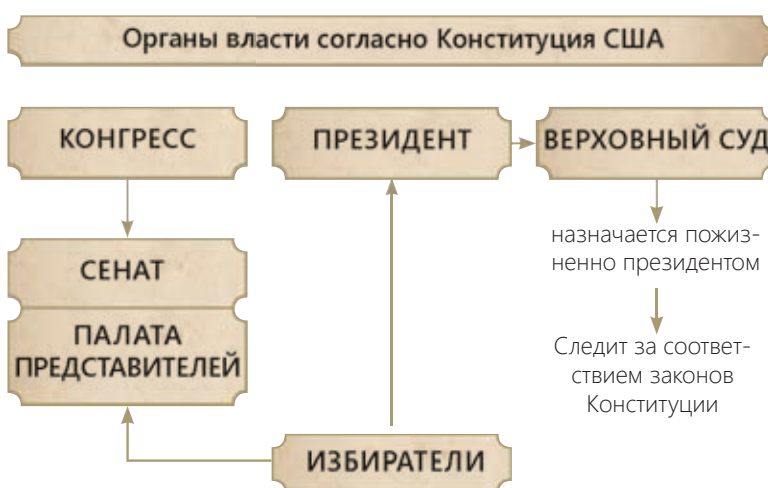 Органы власти согласно Конституция США
КОНГРЕСС
ПРЕЗИДЕНТ
ВЕРХОВНЫЙ СУД
СЕНАТ
ПАЛАТА
ПРЕДСТАВИТЕЛЕЙ
назначается пожиз-
ненно президентом
Следит за соответ-
ствием законов
Конституции
ИЗБИРАТЕЛИ